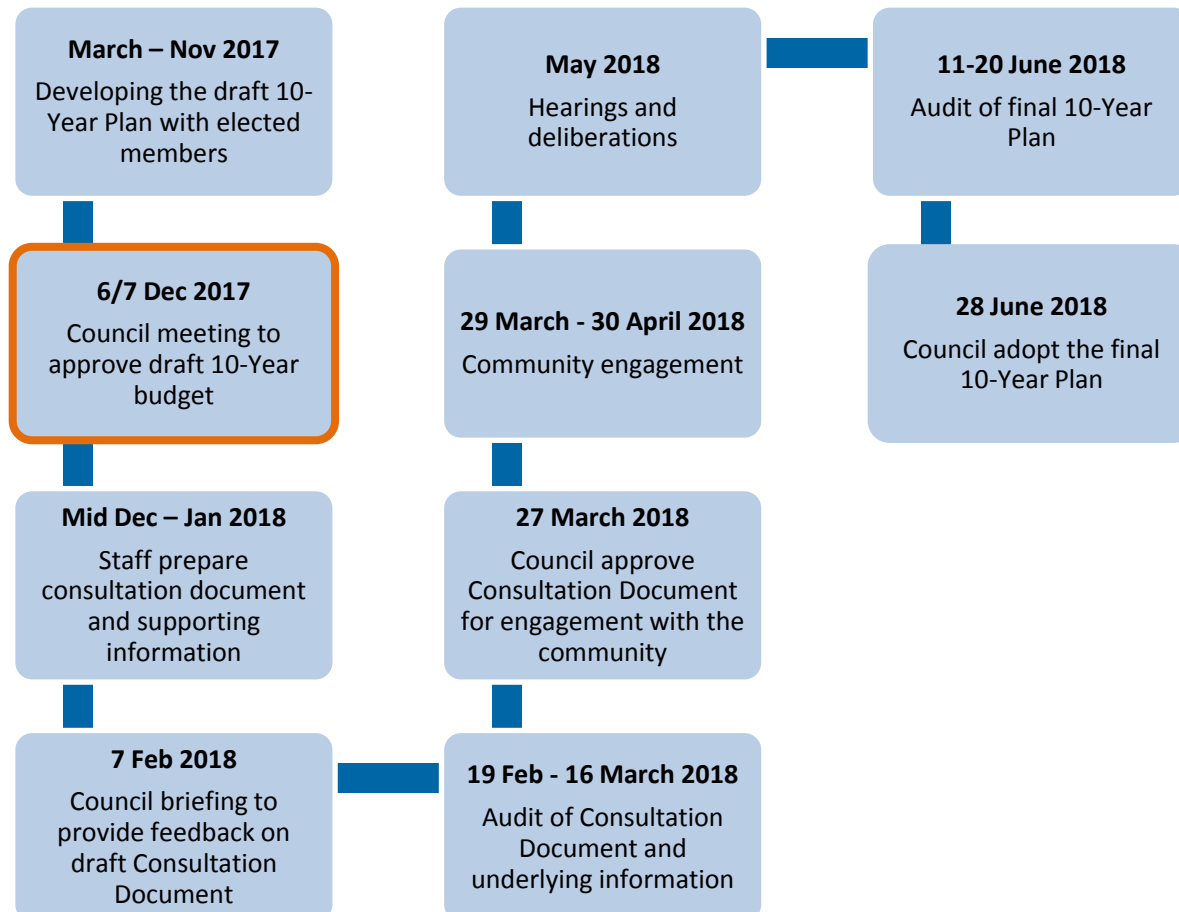 March – Nov 2017
Developing the draft 10-
Year Plan with elected
members
6/7 Dec 2017
Council meeting to
approve draft 10-Year
budget
Mid Dec – Jan 2018
Staff prepare
consultation document
and supporting
information
7 Feb 2018
Council briefing to
provide feedback on
draft Consultation
Document
19 Feb - 16 March 2018
Audit of Consultation
Document and
underlying information
27 March 2018
Council approve
Consultation Document
for engagement with the
community
29 March - 30 April 2018
Community engagement
May 2018
Hearings and
deliberations
11-20 June 2018
Audit of final 10-Year
Plan
28 June 2018
Council adopt the final
10-Year Plan